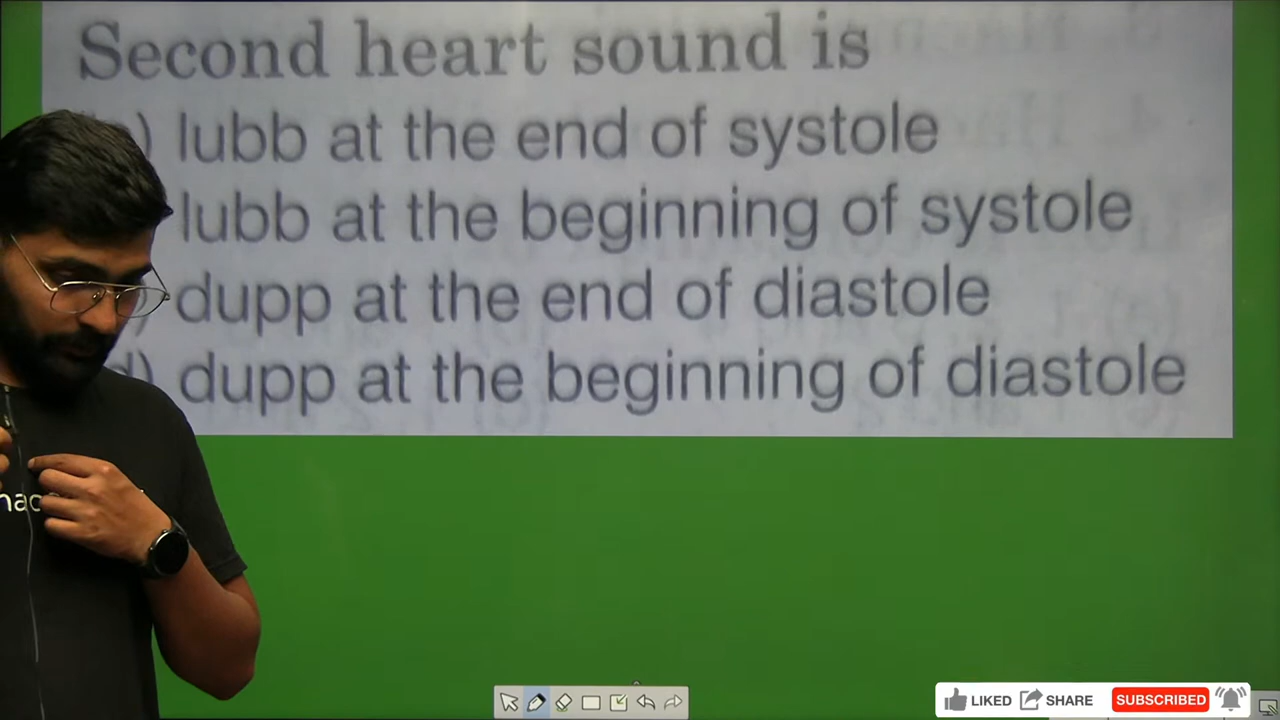 Second heart sound is
lubb at the end of systole
lubb at the beginning of systole
dupp at the end of diastole
d) dupp at the beginning of diastole
LIKED SHARE SUBSCRIBED